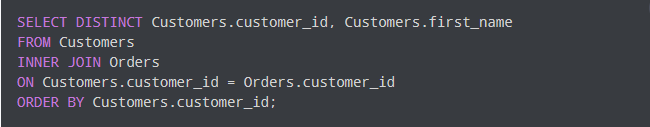 SELECT DISTINCT Customers.customer_id, Customers.first_name
FROM Customers
INNER JOIN Orders
ON Customers.customer_id = Orders.customer_id
ORDER BY Customers.customer_id;